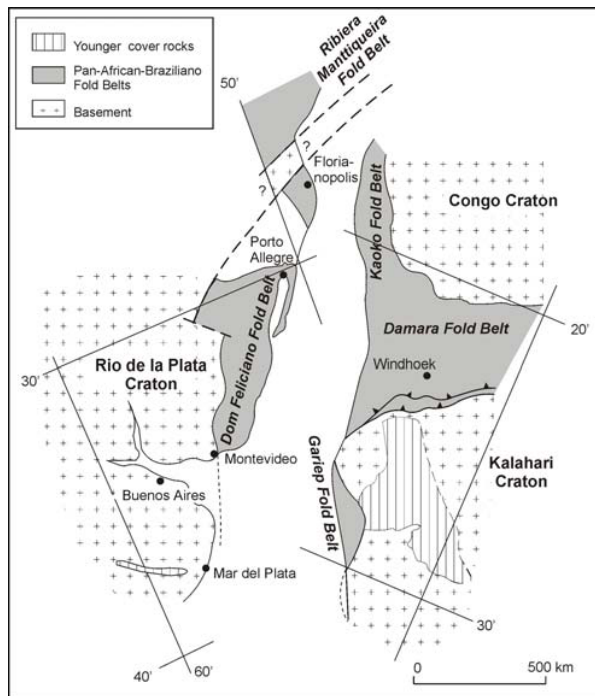 Younger cover rocks
Pan-African-Braziliano
Fold Belts
Basement
Ribiera
Manttiqueira
Fold Belt
50'
?
Floria-
nopolis
?
Kaoko Fold Belt
Congo Craton
Porto
Allegre
Dom Feliciano Fold Belt
Damara Fold Belt
20'
Windhoek
30'
Rio de la Plata
Craton
Montevideo
Buenos Aires
Gariep Fold Belt
Kalahari
Craton
Mar del Plata
30'
40'
60'
0
500 km